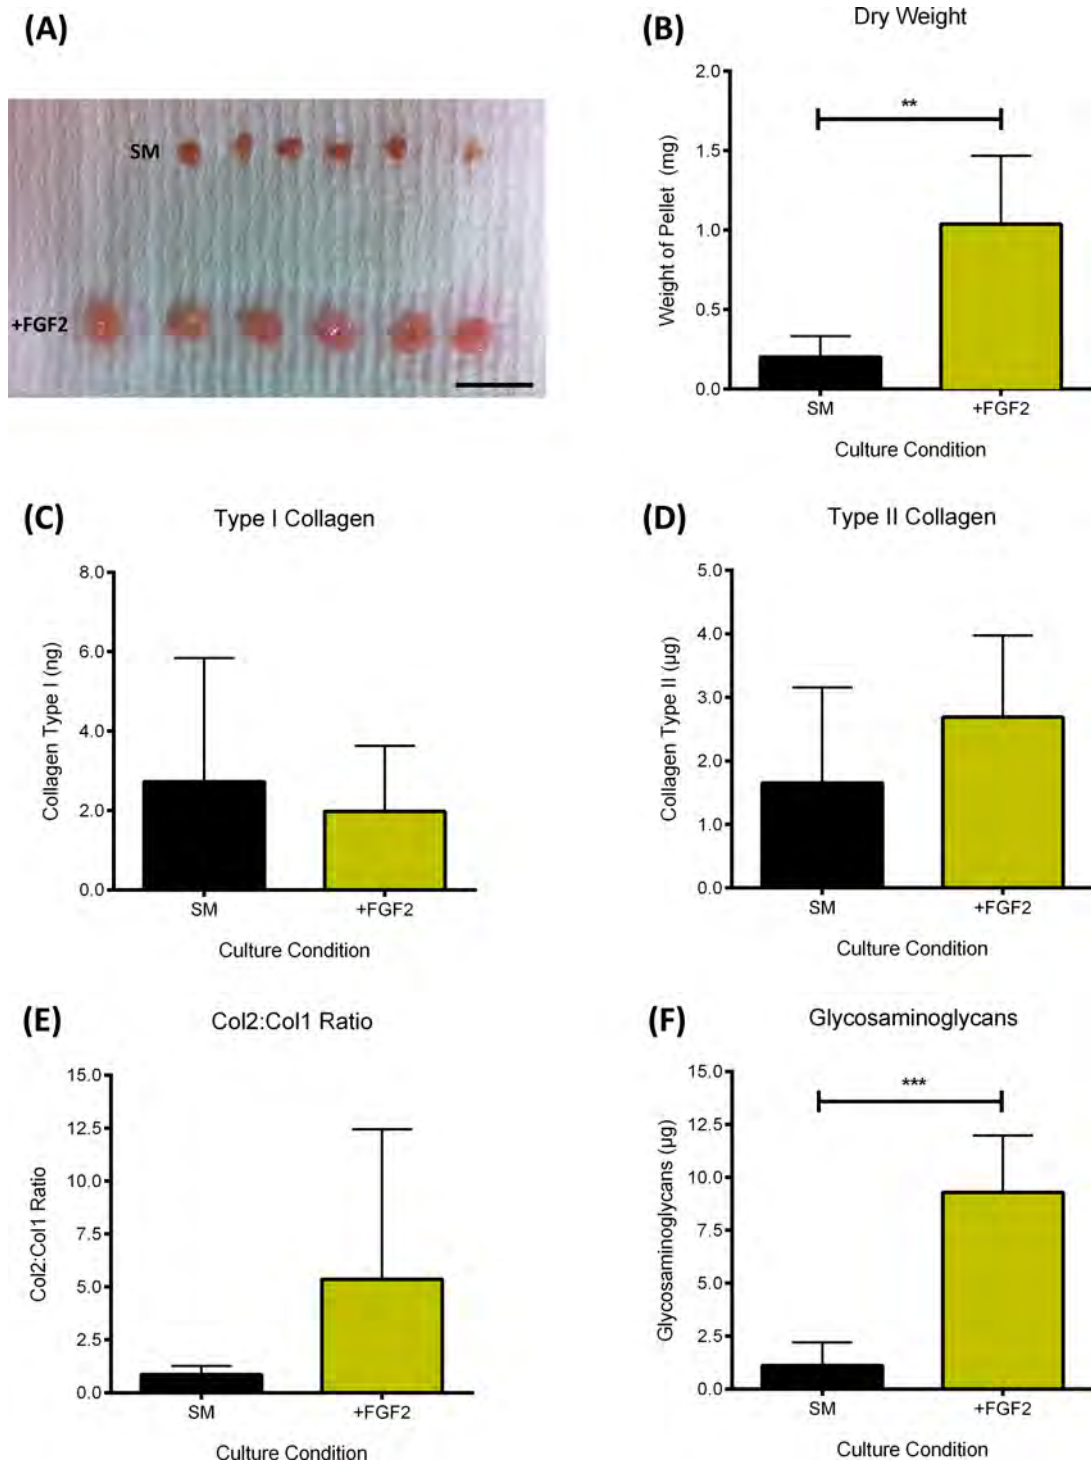 (A)
SM
+FGF2
(B)
Dry Weight
Weight of Pellet (mg)
2.0
1.5
1.0
0.5
0.0
**
SM
+FGF2
Culture Condition
(C)
Type I Collagen
Collagen Type I (ng)
8.0
6.0
4.0
2.0
0.0
SM
+FGF2
Culture Condition
(D)
Type II Collagen
Collagen Type II (µg)
5.0
4.0
3.0
2.0
1.0
0.0
SM
+FGF2
Culture Condition
(E)
Col2:Col1 Ratio
Col2:Col1 Ratio
15.0
12.5
10.0
7.5
5.0
2.5
0.0
SM
+FGF2
Culture Condition
(F)
Glycosaminoglycans
Glycosaminoglycans (µg)
15.0
12.5
10.0
7.5
5.0
2.5
0.0
***
SM
+FGF2
Culture Condition